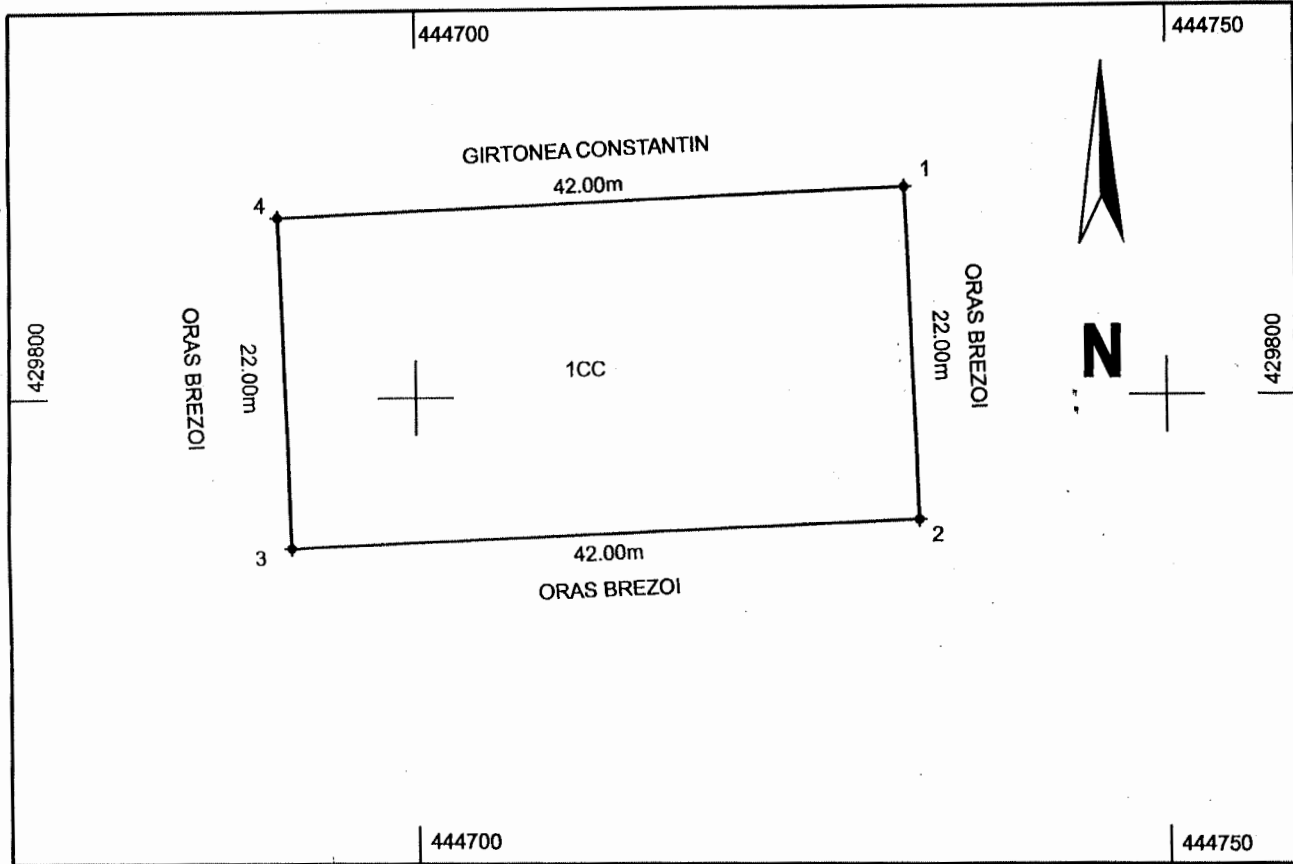 444700
444750
GIRTONEA CONSTANTIN
42.00m
1
4
ORAS BREZOI
22.00m
429800
ORAS BREZOI
22.00m
1CC
N
429800
3
42.00m
2
ORAS BREZOI
444700
444750